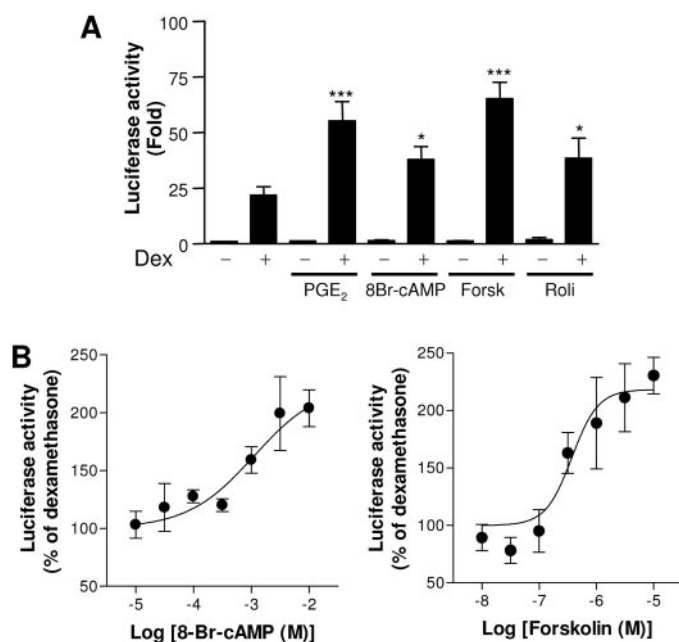 A
Luciferase activity
(Fold)
100
75
50
25
0
***
*
***
*
Dex – + – + – + – + – +
PGE₂ 8Br-cAMP Forsk Roli
B
Luciferase activity
(% of dexamethasone)
250
200
150
100
50
-5 -4 -3 -2
Log [8-Br-cAMP (M)]
Luciferase activity
(% of dexamethasone)
250
200
150
100
50
-8 -7 -6 -5
Log [Forskolin (M)]